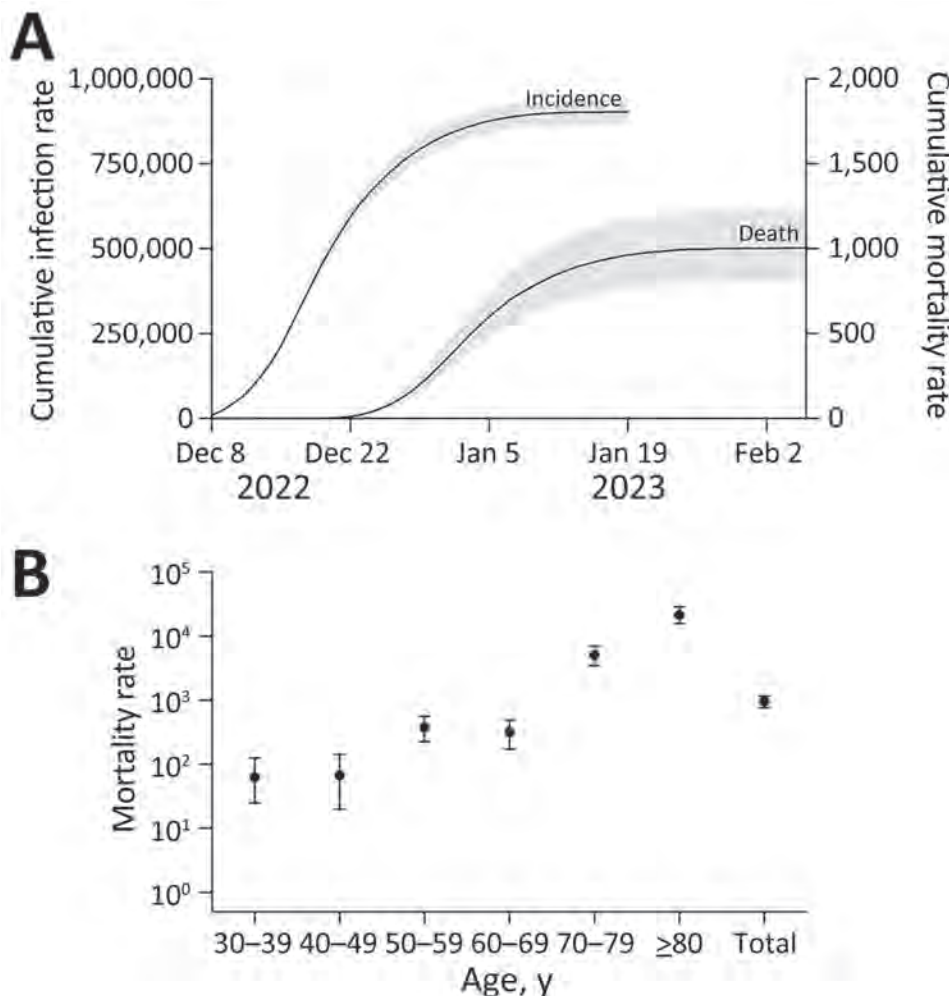 A
Cumulative infection rate
1,000,000
750,000
500,000
250,000
0
Incidence
Death
2,000
1,500
1,000
500
0
Cumulative mortality rate
Dec 8
Dec 22
Jan 5
Jan 19
Feb 2
2022
2023
B
Mortality rate
10⁵
10⁴
10³
10²
10¹
10⁰
30–39
40–49
50–59
60–69
70–79
≥80
Total
Age, y